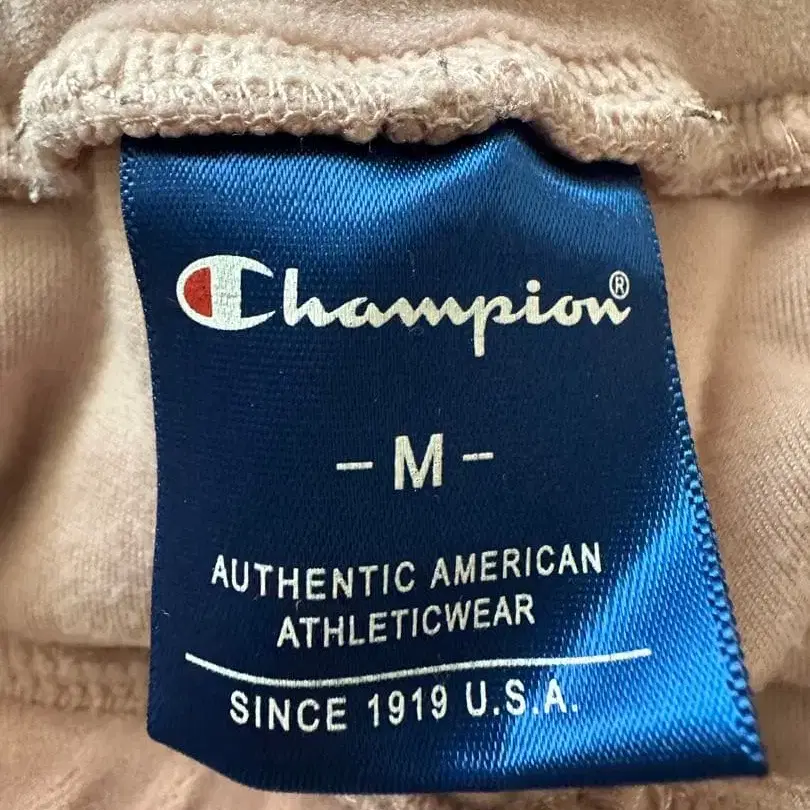 Champion®
- M -
AUTHENTIC AMERICAN
ATHLETICWEAR
SINCE 1919 U.S.A.